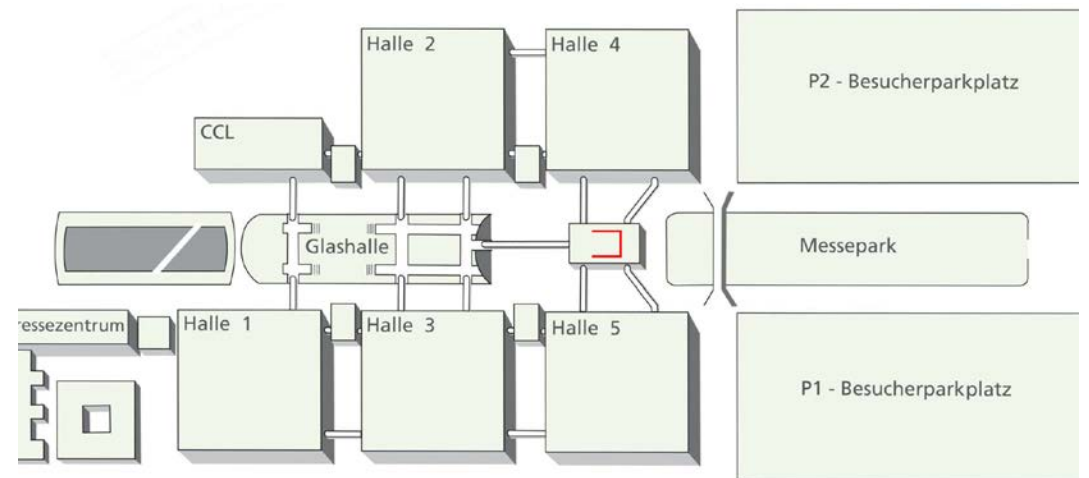 Halle 2
Halle 4
P2 - Besucherparkplatz
CCL
Glashalle
Messepark
ressezentrum
Halle 1
Halle 3
Halle 5
P1 - Besucherparkplatz